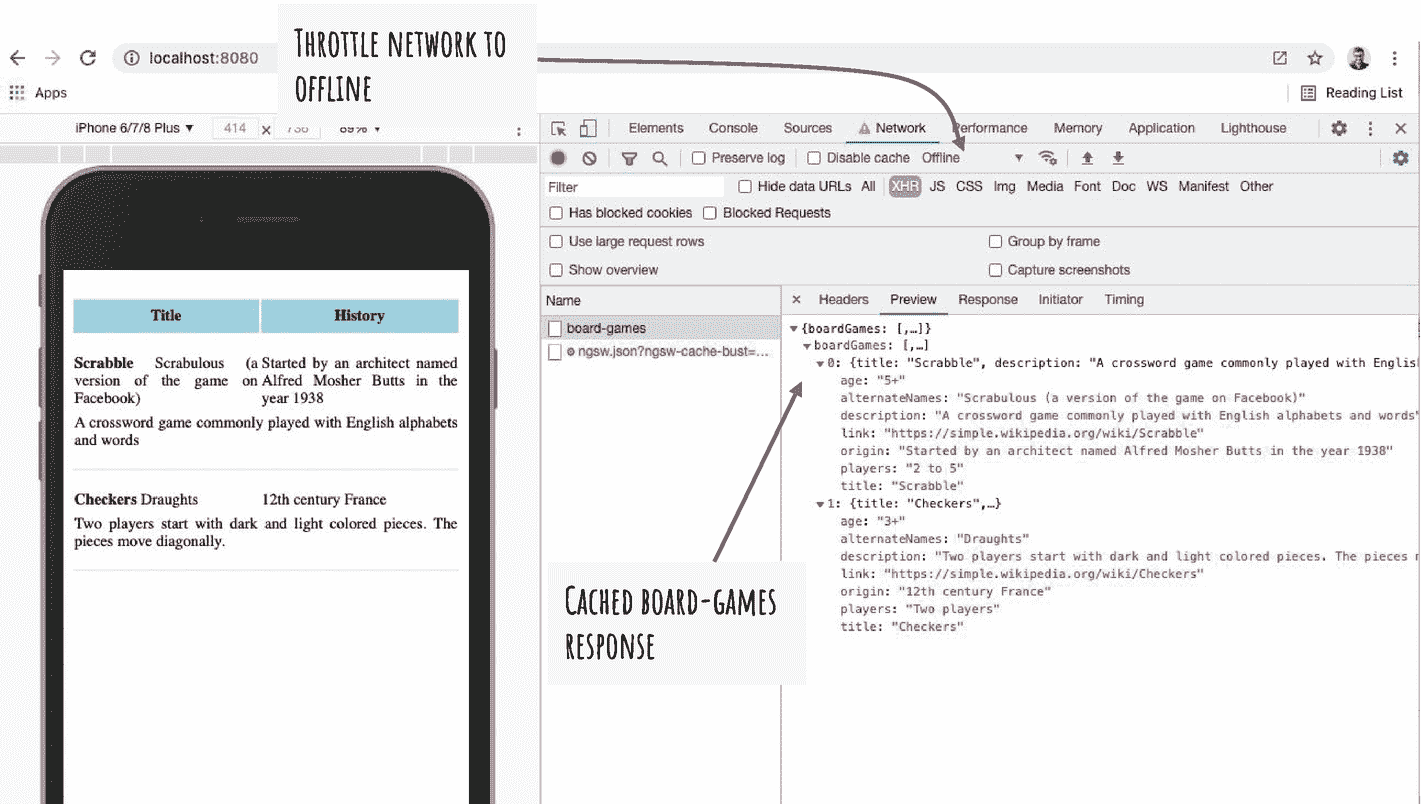 THROTTLE NETWORK TO
OFFLINE
localhost:8080
Apps
Reading List
iPhone 6/7/8 Plus ▼ 414 x 736 89% ▼
Elements Console Sources Network Performance Memory Application Lighthouse
Preserve log Disable cache Offline ▼
Filter
Hide data URLs All XHR JS CSS Img Media Font Doc WS Manifest Other
Has blocked cookies Blocked Requests
Use large request rows Group by frame
Show overview Capture screenshots
Name
board-games
ngsw.json?ngsw-cache-bust=…
× Headers Preview Response Initiator Timing
▼{boardGames: [,…]}
▼boardGames: [,…]
▼0: {title: "Scrabble", description: "A crossword game commonly played with Englis
age: "5+"
alternateNames: "Scrabulous (a version of the game on Facebook)"
description: "A crossword game commonly played with English alphabets and words"
link: "https://simple.wikipedia.org/wiki/Scrabble"
origin: "Started by an architect named Alfred Mosher Butts in the year 1938"
players: "2 to 5"
title: "Scrabble"
▼1: {title: "Checkers",…}
age: "3+"
alternateNames: "Draughts"
description: "Two players start with dark and light colored pieces. The pieces
link: "https://simple.wikipedia.org/wiki/Checkers"
origin: "12th century France"
players: "Two players"
title: "Checkers"
Title History
Scrabble Scrabulous (a
version of the game on
Facebook)
Started by an architect named
Alfred Mosher Butts in the
year 1938
A crossword game commonly played with English alphabets
and words
Checkers Draughts 12th century France
Two players start with dark and light colored pieces. The
pieces move diagonally.
CACHED BOARD-GAMES
RESPONSE